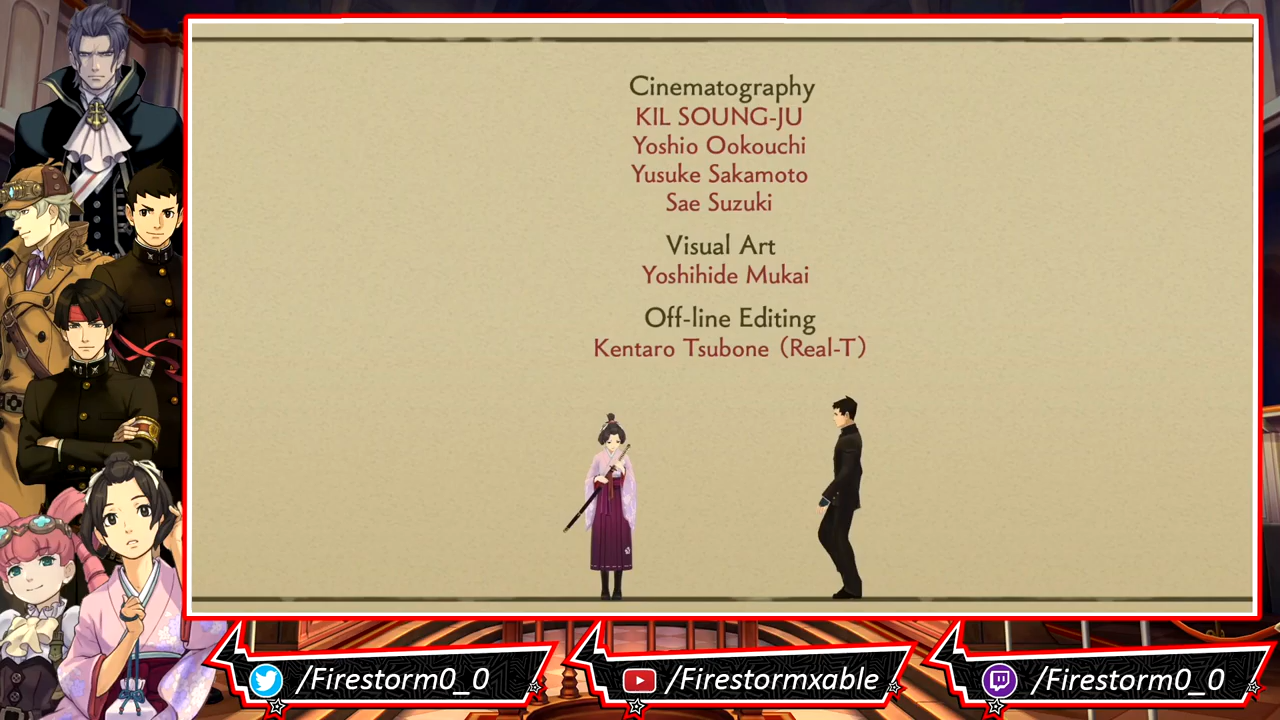 Cinematography
KIL SOUNG-JU
Yoshio Ookouchi
Yusuke Sakamoto
Sae Suzuki
Visual Art
Yoshihide Mukai
Off-line Editing
Kentaro Tsubone (Real-T)
/Firestorm0_0
/Firestormxable
/Firestorm0_0